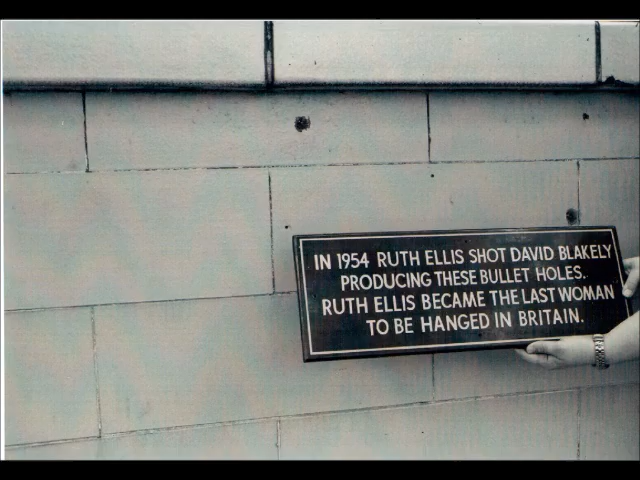 IN 1954 RUTH ELLIS SHOT DAVID BLAKELY
PRODUCING THESE BULLET HOLES.
RUTH ELLIS BECAME THE LAST WOMAN
TO BE HANGED IN BRITAIN.